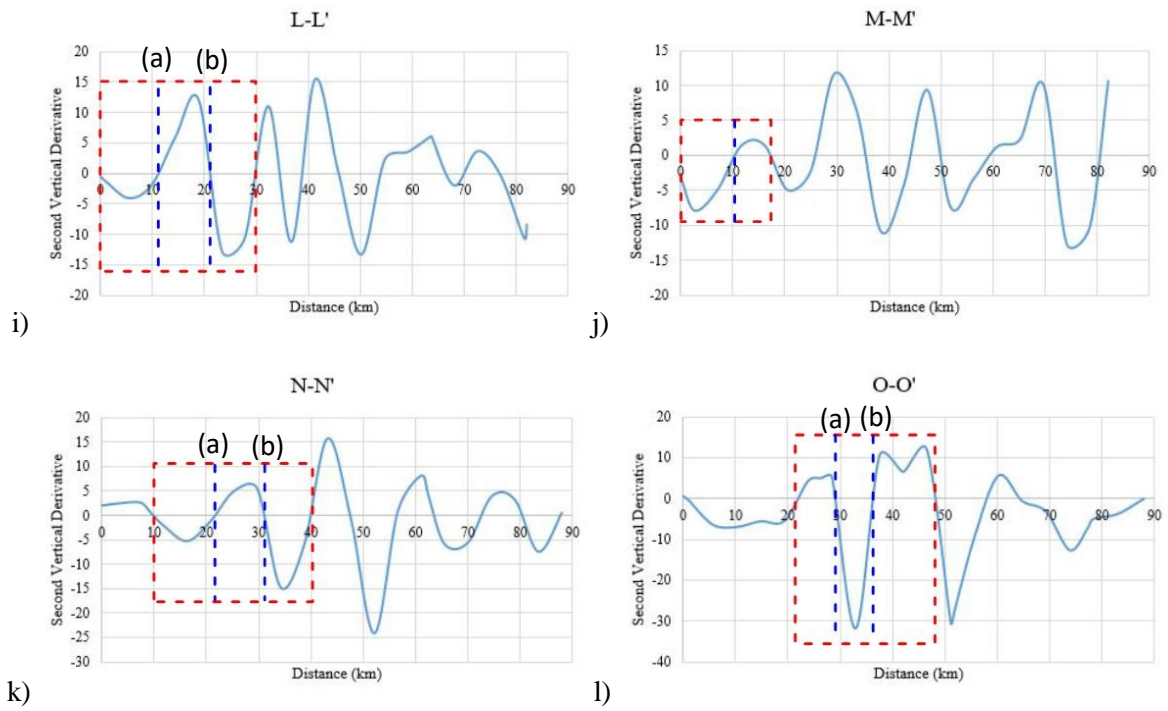 L-L'
(a) (b)
20
15
10
5
0
-5
-10
-15
-20
0 10 20 30 40 50 60 70 80 90
Second Vertical Derivative
Distance (km)
i)
M-M'
15
10
5
0
-5
-10
-15
-20
0 10 20 30 40 50 60 70 80 90
Second Vertical Derivative
Distance (km)
j)
N-N'
(a) (b)
20
15
10
5
0
-5
-10
-15
-20
-25
-30
0 10 20 30 40 50 60 70 80 90
Second Vertical Derivative
Distance (km)
k)
O-O'
(a) (b)
20
10
0
-10
-20
-30
-40
0 10 20 30 40 50 60 70 80 90
Second Vertical Derivative
Distance (km)
l)